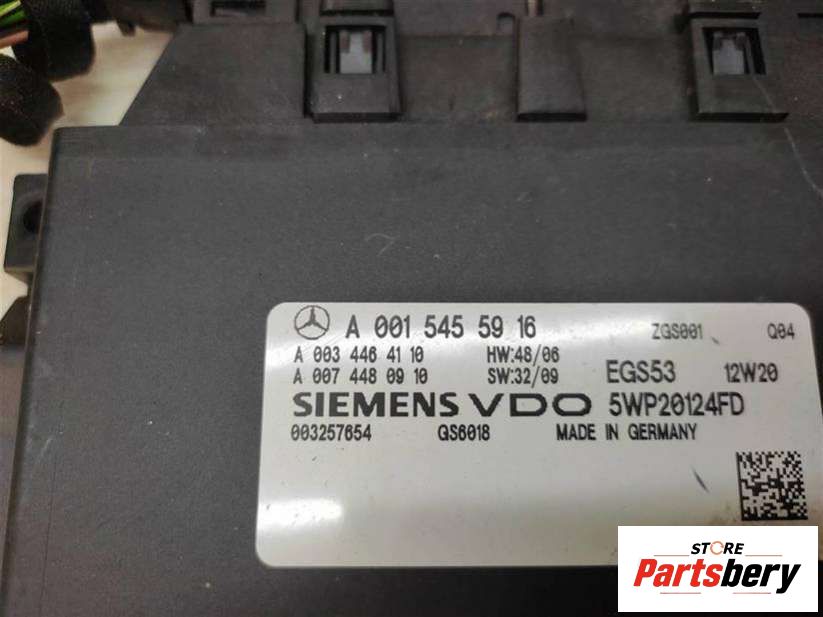 A 001 545 59 16 ZGS001 Q04
A 003 446 41 10 HW:48/06
A 007 448 09 10 SW:32/09 EGS53 12W20
SIEMENS VDO 5WP20124FD
003257654 GS6018 MADE IN GERMANY
STORE
Partsbery